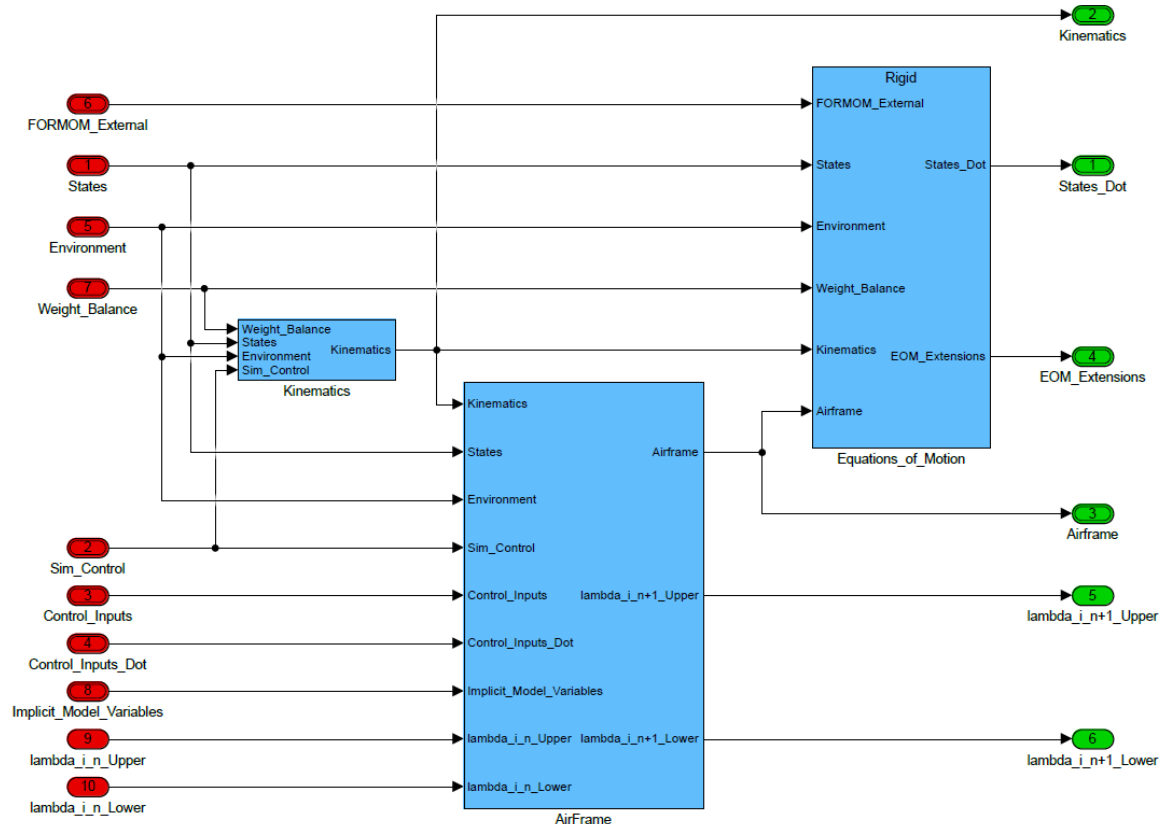 2
Kinematics
6
FORMOM_External
1
States
5
Environment
7
Weight_Balance
Rigid
FORMOM_External
States
States_Dot
Environment
Weight_Balance
Kinematics
EOM_Extensions
Airframe
Equations_of_Motion
1
States_Dot
4
EOM_Extensions
Weight_Balance
States
Environment
Sim_Control
Kinematics
Kinematics
Kinematics
States
Airframe
Environment
Sim_Control
Control_Inputs
lambda_i_n+1_Upper
Control_Inputs_Dot
Implicit_Model_Variables
lambda_i_n_Upper
lambda_i_n+1_Lower
lambda_i_n_Lower
AirFrame
2
Sim_Control
3
Control_Inputs
4
Control_Inputs_Dot
8
Implicit_Model_Variables
9
lambda_i_n_Upper
10
lambda_i_n_Lower
3
Airframe
5
lambda_i_n+1_Upper
6
lambda_i_n+1_Lower